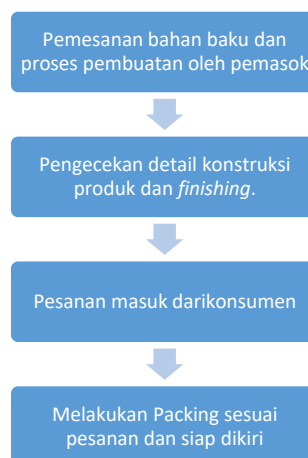 Pemesanan bahan baku dan
proses pembuatan oleh pemasok
Pengecekan detail konstruksi
produk dan finishing.
Pesanan masuk darikonsumen
Melakukan Packing sesuai
pesanan dan siap dikiri